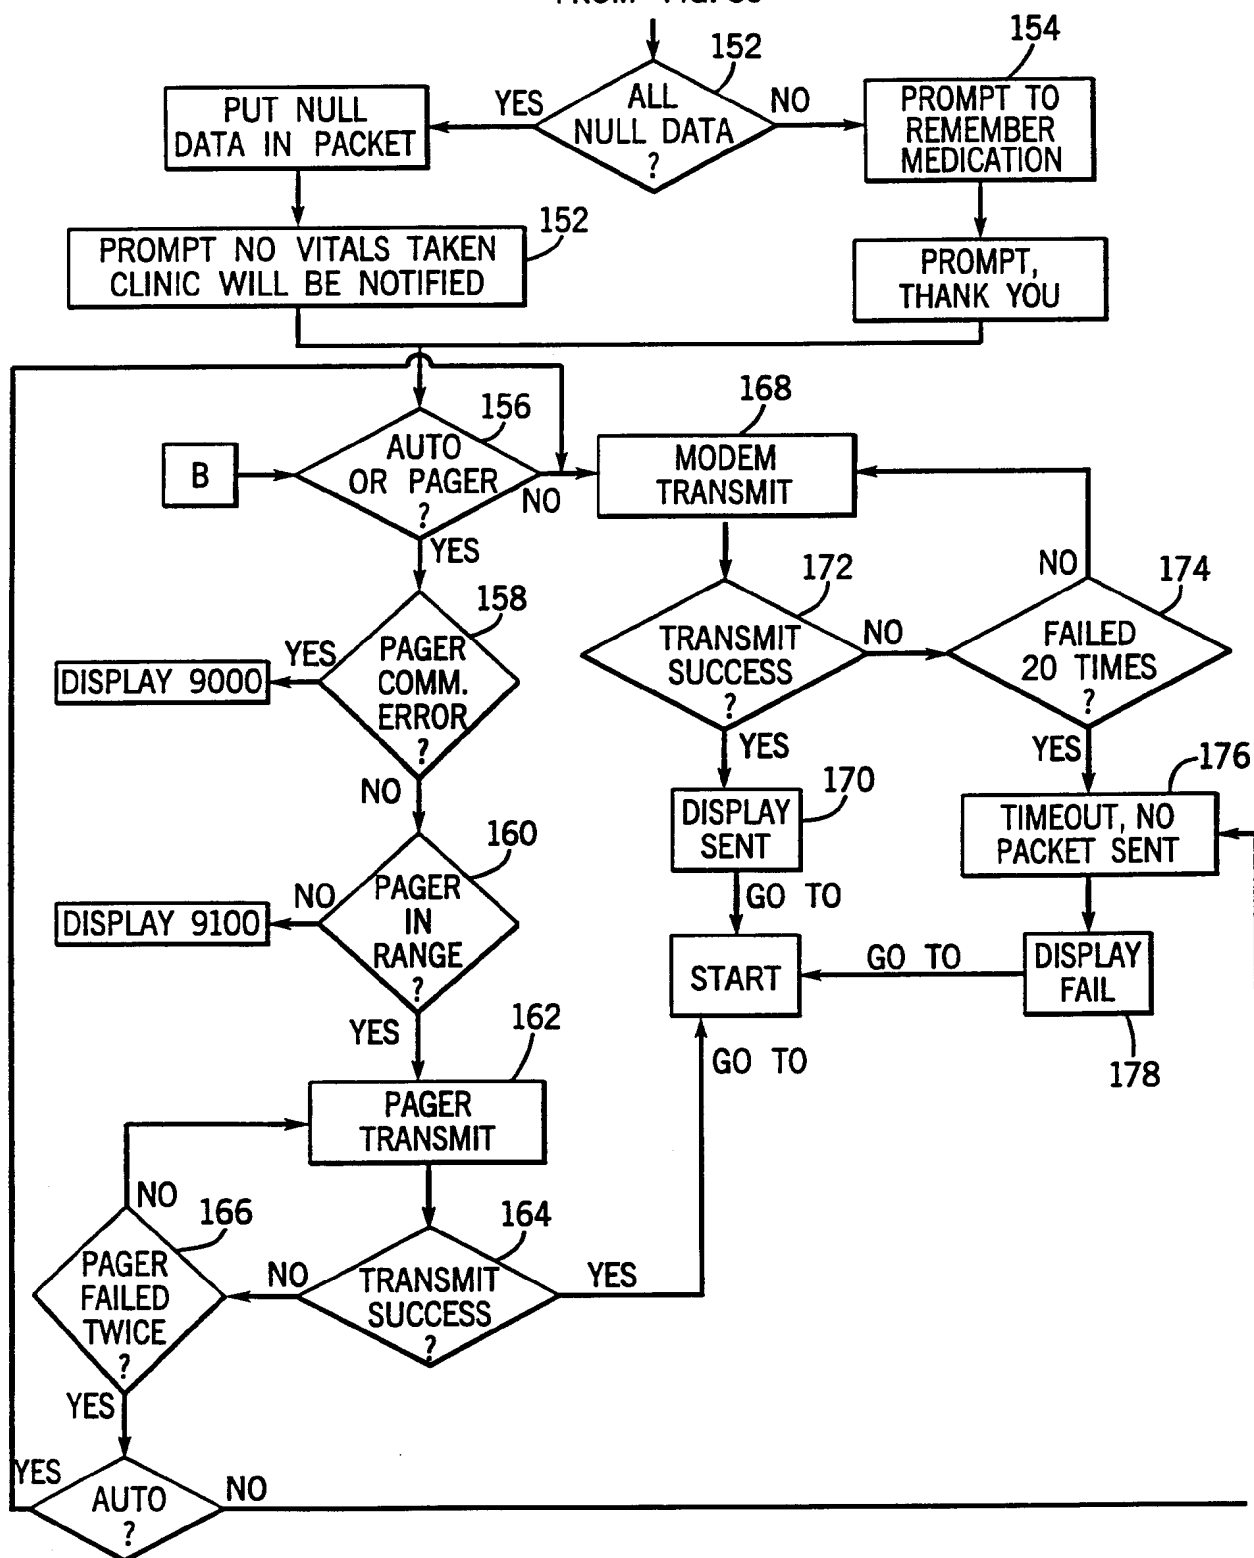 154
152
YES
NO
PUT NULL
DATA IN PACKET
ALL
NULL DATA
?
PROMPT TO
REMEMBER
MEDICATION
152
PROMPT NO VITALS TAKEN
CLINIC WILL BE NOTIFIED
PROMPT,
THANK YOU
156
168
B
AUTO
OR PAGER
?
NO
MODEM
TRANSMIT
YES
158
172
NO
174
YES
PAGER
COMM.
ERROR
?
DISPLAY 9000
TRANSMIT
SUCCESS
?
NO
FAILED
20 TIMES
?
NO
YES
YES
176
160
170
DISPLAY
SENT
TIMEOUT, NO
PACKET SENT
NO
PAGER
IN
RANGE
?
DISPLAY 9100
GO TO
START
GO TO
DISPLAY
FAIL
YES
162
GO TO
178
PAGER
TRANSMIT
NO
166
164
PAGER
FAILED
TWICE
?
NO
TRANSMIT
SUCCESS
?
YES
YES
YES
AUTO
?
NO